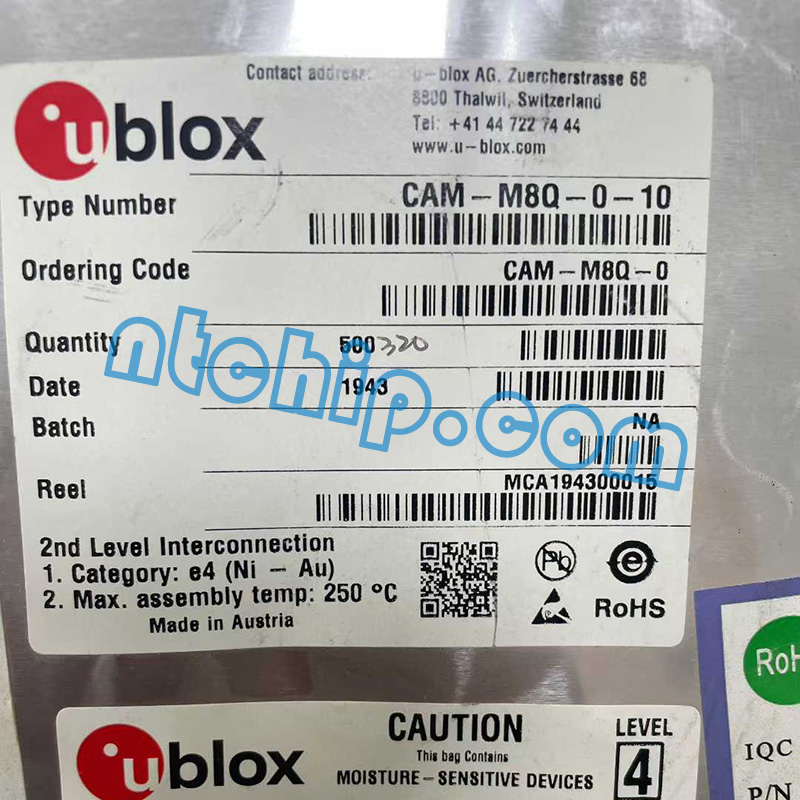 Contact address: u-blox AG, Zuercherstrasse 68
8800 Thalwil, Switzerland
Tel: +41 44 722 74 44
www.u-blox.com
ublox
Type Number CAM-M8Q-0-10
Ordering Code CAM-M8Q-0
Quantity 500 320
Date 1943
Batch NA
Reel MCA194300015
ntchip.com
2nd Level Interconnection
1. Category: e4 (Ni - Au)
2. Max. assembly temp: 250 °C
Made in Austria
Pb
e
RoHS
RoH
ublox
CAUTION
This bag Contains
MOISTURE-SENSITIVE DEVICES
LEVEL
4
IQC
P/N